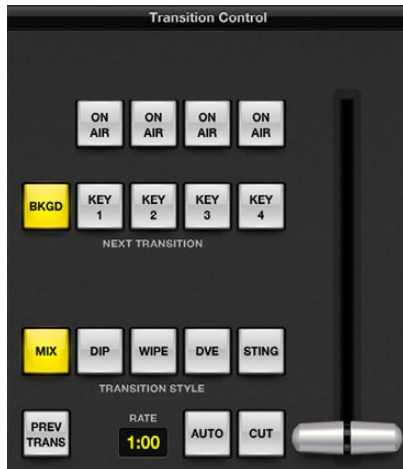 Transition Control
ON AIR ON AIR ON AIR ON AIR
BKGD KEY 1 KEY 2 KEY 3 KEY 4
NEXT TRANSITION
MIX DIP WIPE DVE STING
TRANSITION STYLE
PREV TRANS RATE 1:00 AUTO CUT